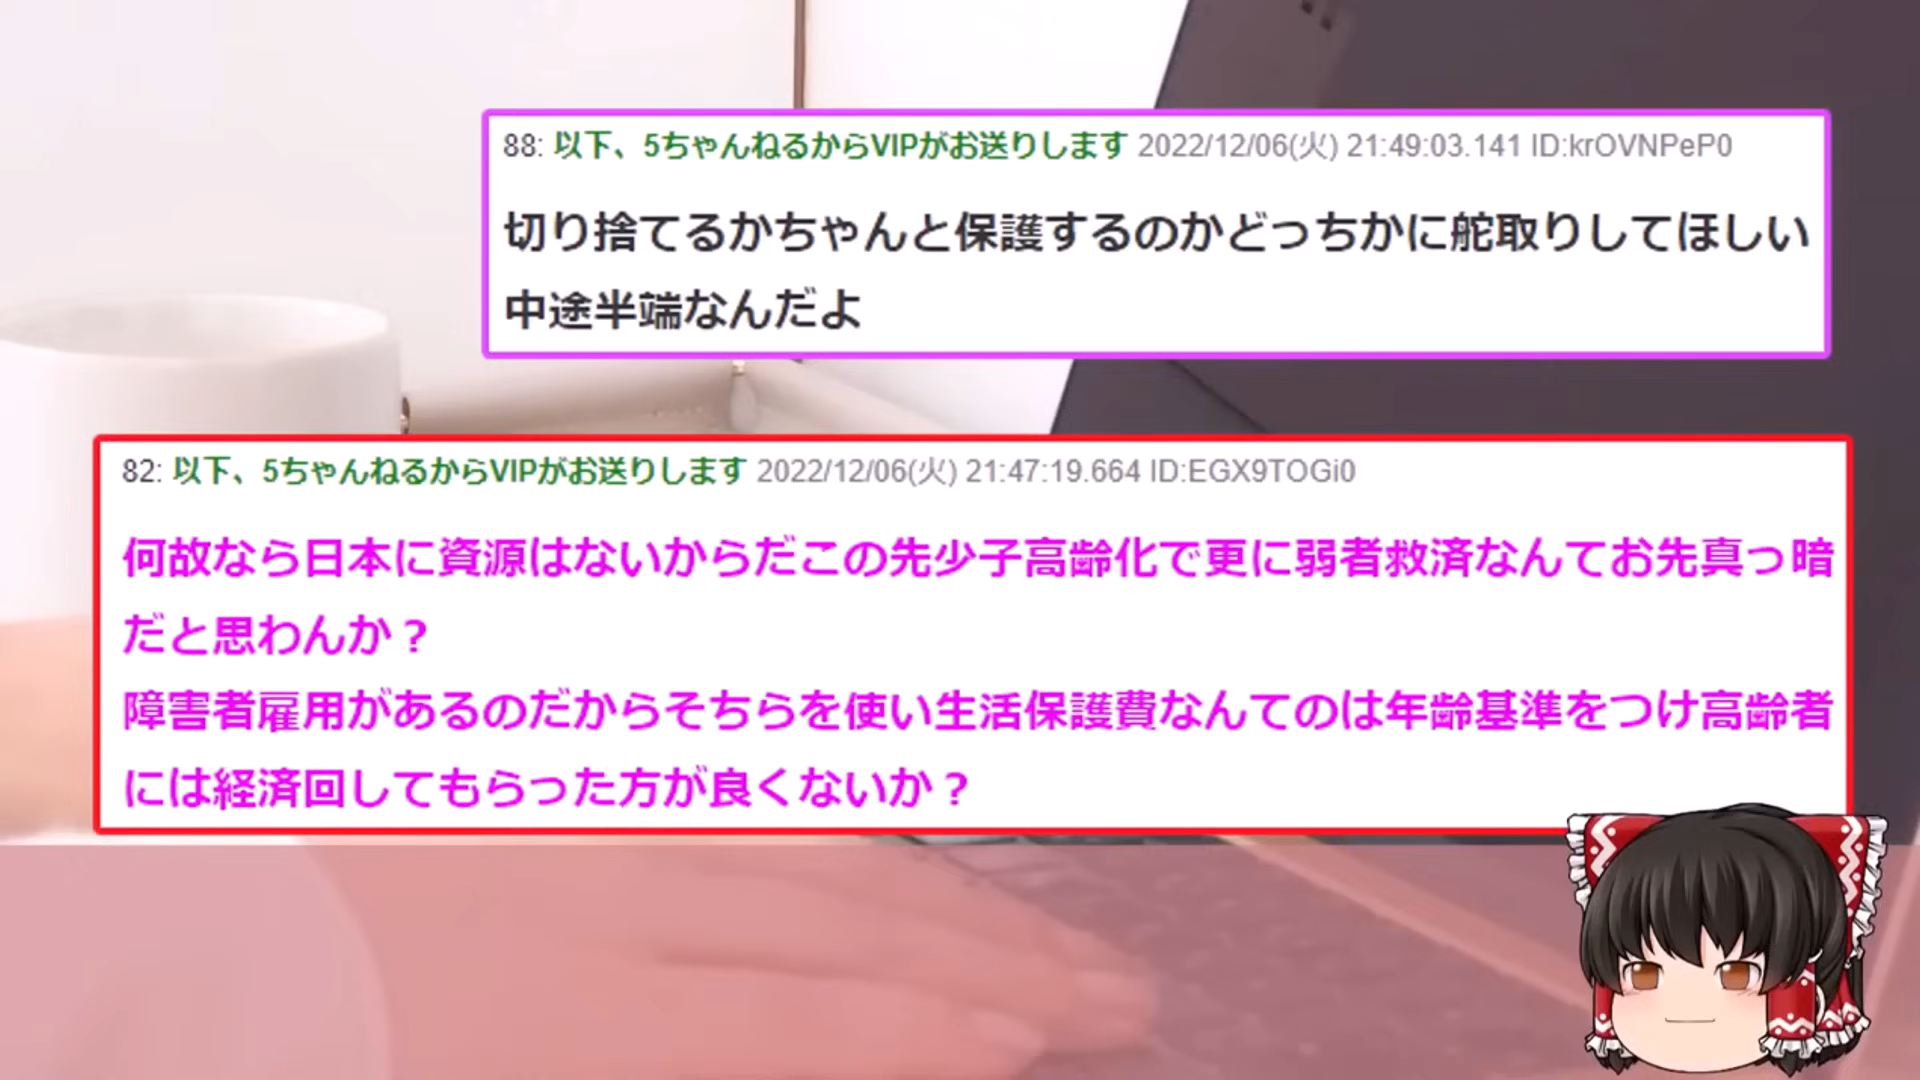 88: 以下、5ちゃんねるからVIPがお送りします 2022/12/06(火) 21:49:03.141 ID:krOVNPeP0
切り捨てるかちゃんと保護するのかどっちかに舵取りしてほしい
中途半端なんだよ
82: 以下、5ちゃんねるからVIPがお送りします 2022/12/06(火) 21:47:19.664 ID:EGX9TOGi0
何故なら日本に資源はないからだこの先少子高齢化で更に弱者救済なんてお先真っ暗
だと思わんか？
障害者雇用があるのだからそちらを使い生活保護費なんてのは年齢基準をつけ高齢者
には経済回してもらった方が良くないか？